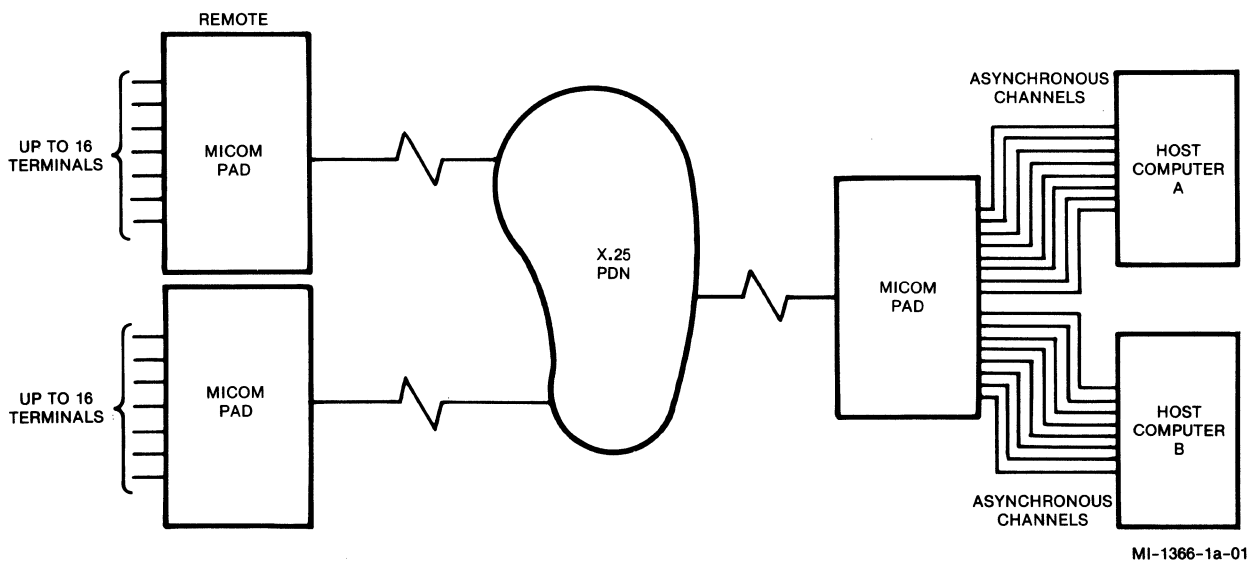 REMOTE
UP TO 16
TERMINALS
MICOM
PAD
UP TO 16
TERMINALS
MICOM
PAD
X.25
PDN
MICOM
PAD
ASYNCHRONOUS
CHANNELS
HOST
COMPUTER
A
HOST
COMPUTER
B
ASYNCHRONOUS
CHANNELS
MI-1366-1a-01